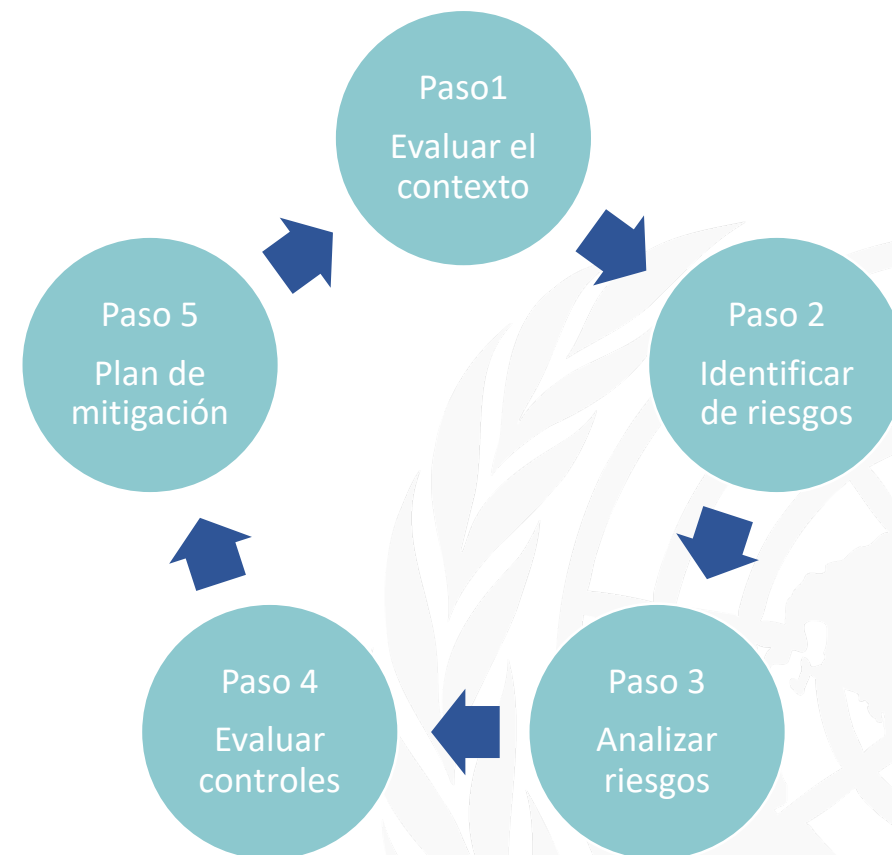 Paso1
Evaluar el
contexto
Paso 2
Identificar
de riesgos
Paso 3
Analizar
riesgos
Paso 4
Evaluar
controles
Paso 5
Plan de
mitigación